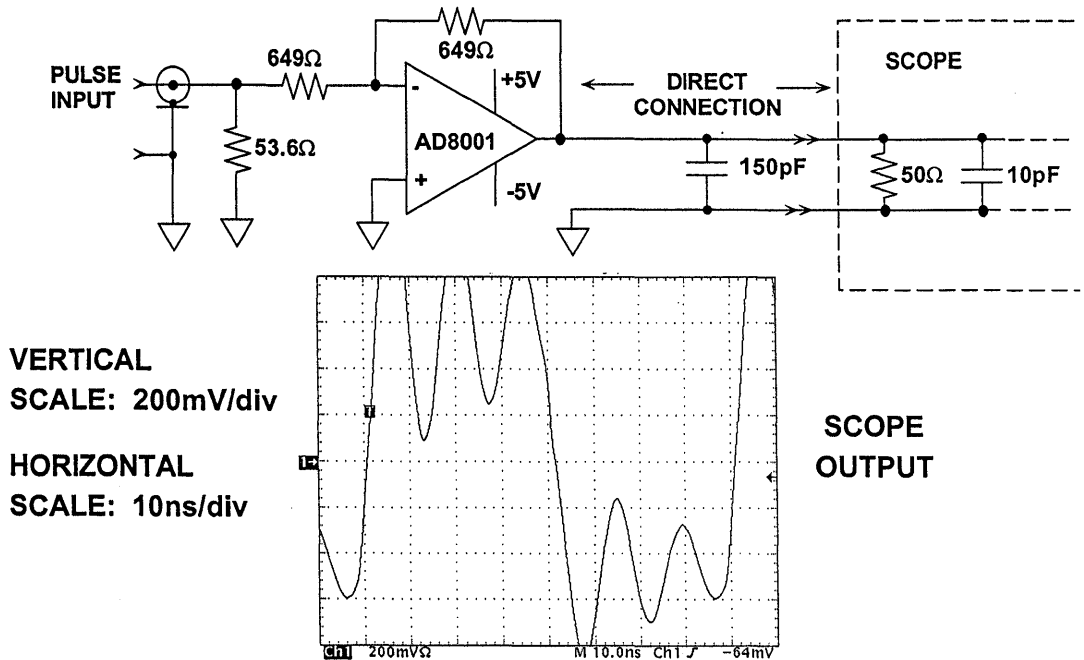 PULSE
INPUT
649Ω
53.6Ω
649Ω
-
+
AD8001
+5V
-5V
DIRECT
CONNECTION
150pF
SCOPE
50Ω
10pF
VERTICAL
SCALE: 200mV/div
HORIZONTAL
SCALE: 10ns/div
T
1→
SCOPE
OUTPUT
Ch1 200mVΩ M 10.0ns Ch1 ƒ -64mV